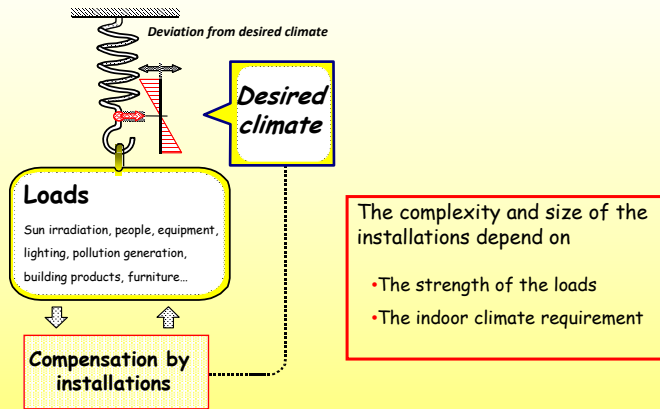 Deviation from desired climate
Desired
climate
Loads
Sun irradiation, people, equipment,
lighting, pollution generation,
building products, furniture…
Compensation by
installations
The complexity and size of the
installations depend on
•The strength of the loads
•The indoor climate requirement